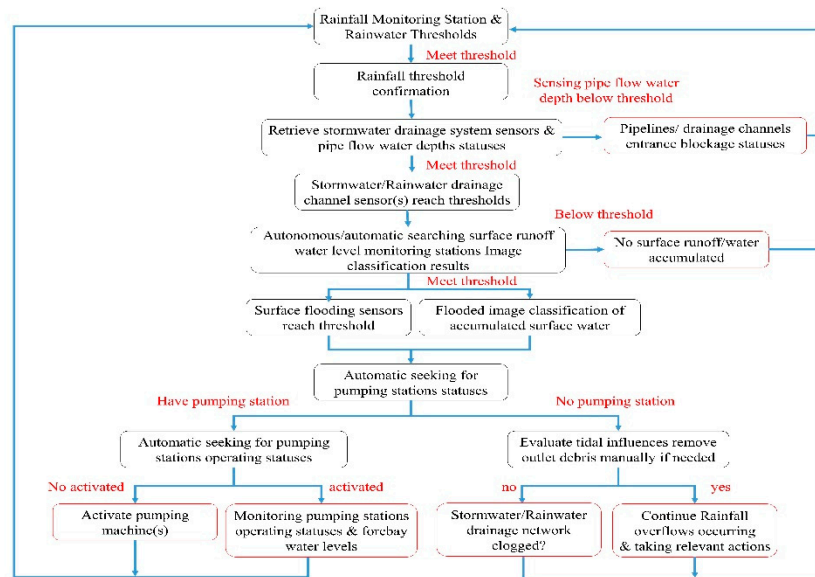 Rainfall Monitoring Station &
Rainwater Thresholds
Meet threshold
Rainfall threshold
confirmation
Sensing pipe flow water
depth below threshold
Retrieve stormwater drainage system sensors &
pipe flow water depths statuses
Pipelines/ drainage channels
entrance blockage statuses
Meet threshold
Stormwater/Rainwater drainage
channel sensor(s) reach thresholds
Below threshold
Autonomous/automatic searching surface runoff
water level monitoring stations Image
classification results
No surface runoff/water
accumulated
Meet threshold
Surface flooding sensors
reach threshold
Flooded image classification of
accumulated surface water
Automatic seeking for
pumping stations statuses
Have pumping station
No pumping station
Automatic seeking for pumping
stations operating statuses
Evaluate tidal influences remove
outlet debris manually if needed
No activated
activated
no
yes
Activate pumping
machine(s)
Monitoring pumping stations
operating statuses & forebay
water levels
Stormwater/Rainwater
drainage network
clogged?
Continue Rainfall
overflows occurring
& taking relevant actions